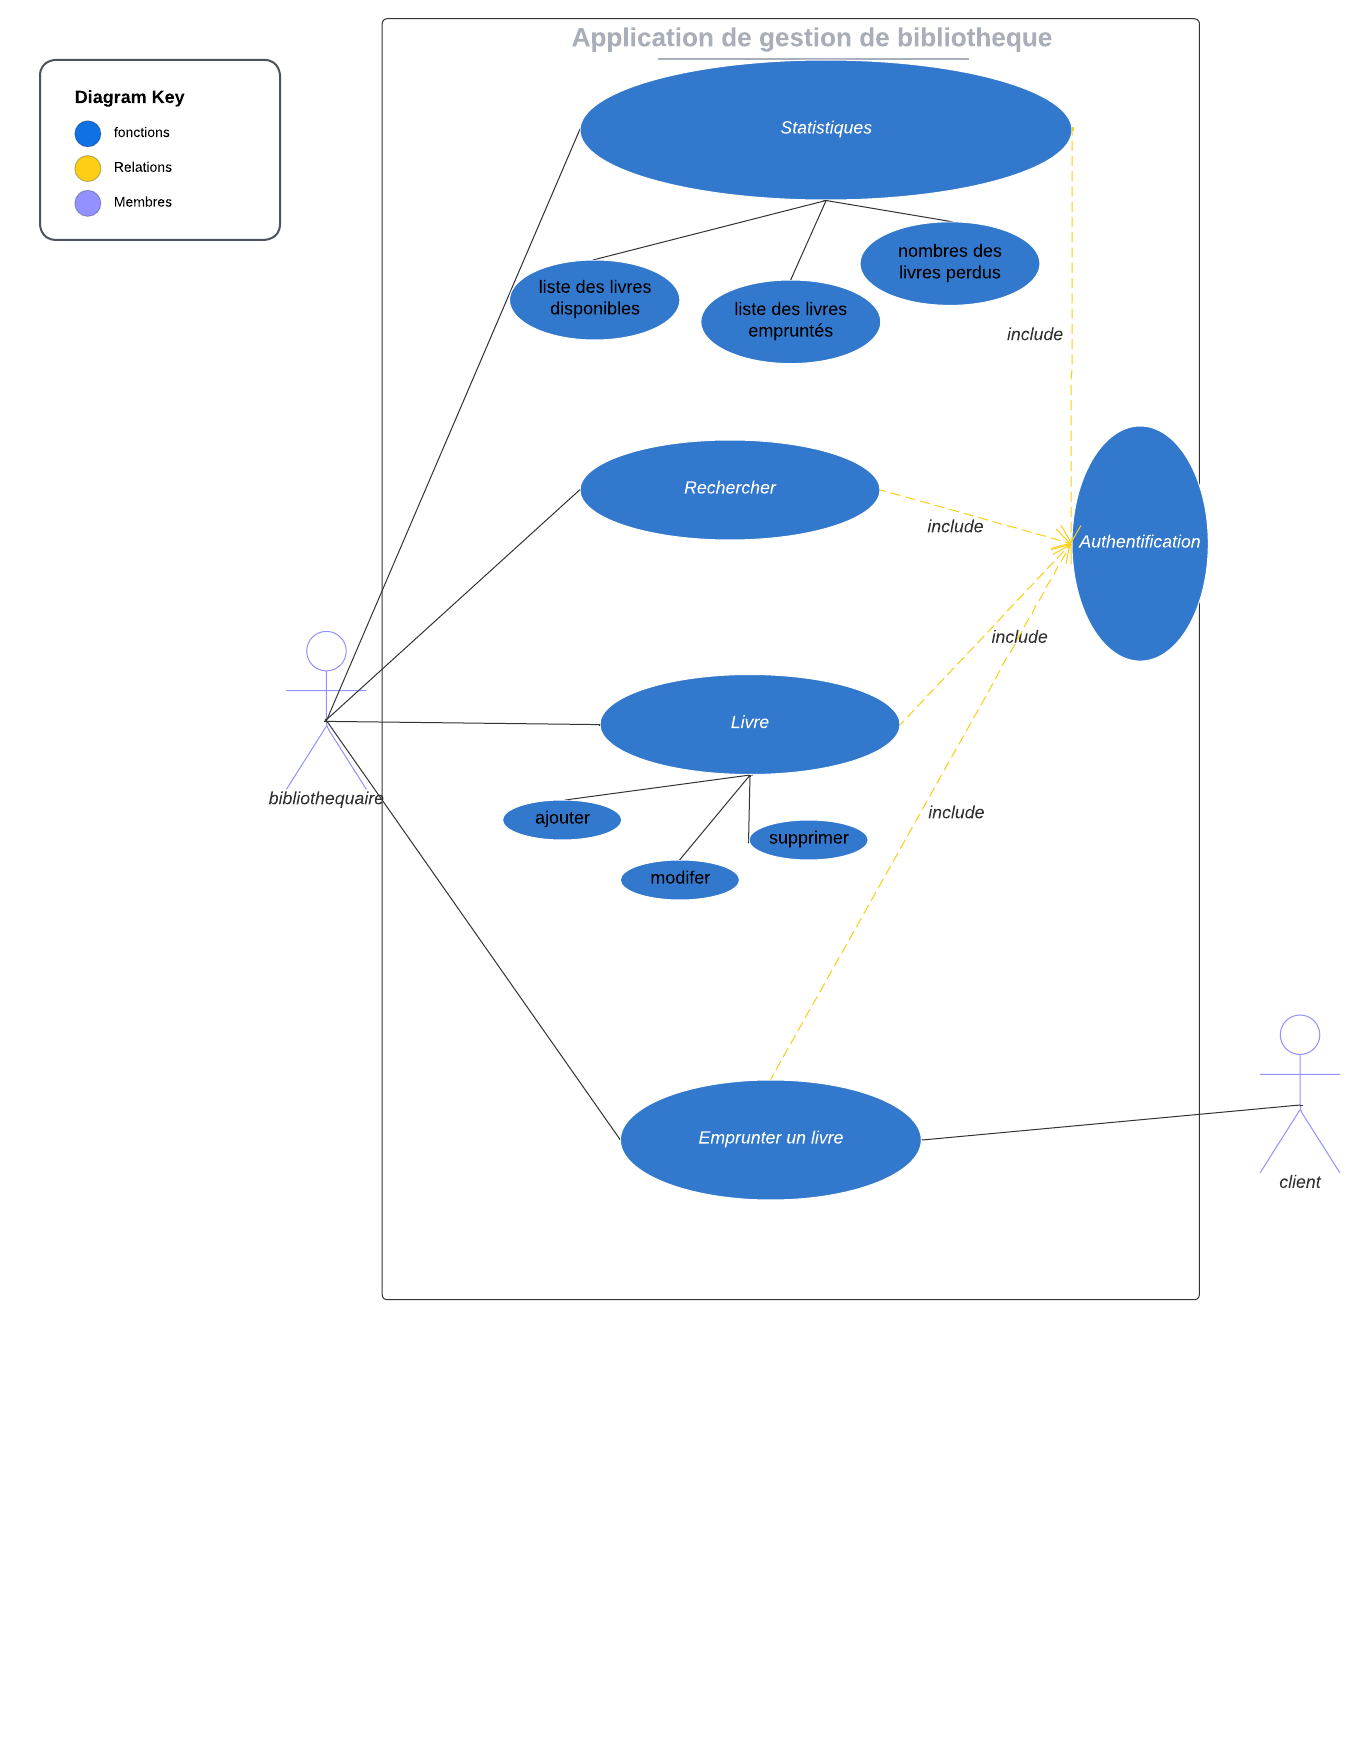 Application de gestion de bibliotheque
Diagram Key
fonctions
Relations
Membres
Statistiques
nombres des
livres perdus
liste des livres
disponibles
liste des livres
empruntés
include
Rechercher
include
Authentification
include
Livre
bibliothequaire
ajouter
supprimer
modifer
include
Emprunter un livre
client